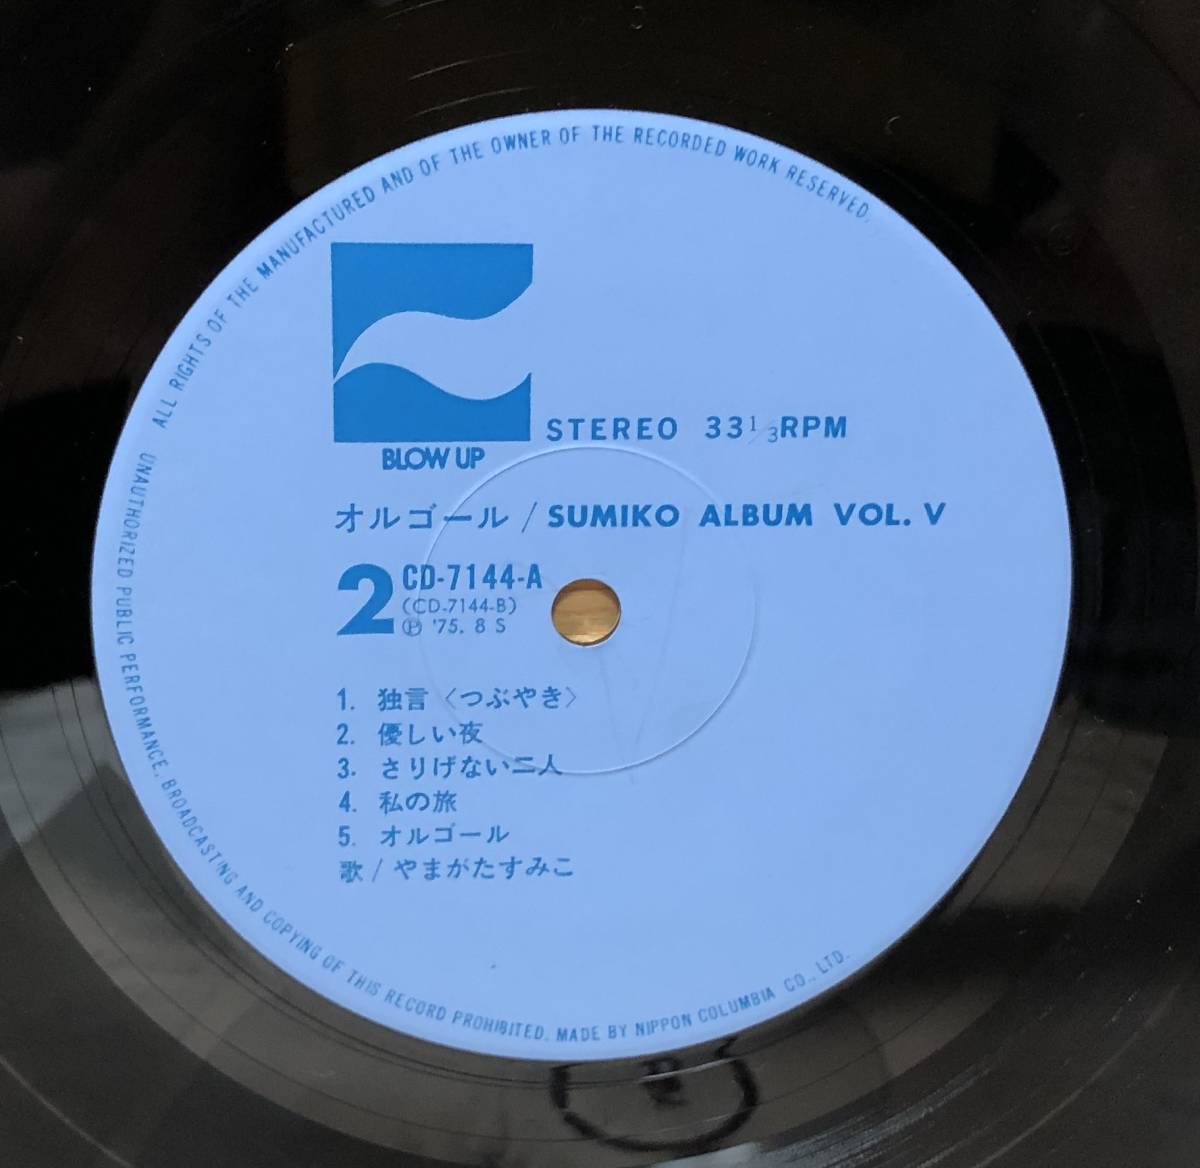 ALL RIGHTS OF THE MANUFACTURED AND OF THE OWNER OF THE RECORDED WORK RESERVED.
BLOW UP
STEREO 33 1/3 RPM
オルゴール / SUMIKO ALBUM VOL. V
2 CD-7144-A
(CD-7144-B)
Ⓟ '75. 8 S
1. 独言〈つぶやき〉
2. 優しい夜
3. さりげない二人
4. 私の旅
5. オルゴール
歌 / やまがたすみこ
UNAUTHORIZED PUBLIC PERFORMANCE, BROADCASTING AND COPYING OF THIS RECORD PROHIBITED. MADE BY NIPPON COLUMBIA CO., LTD.